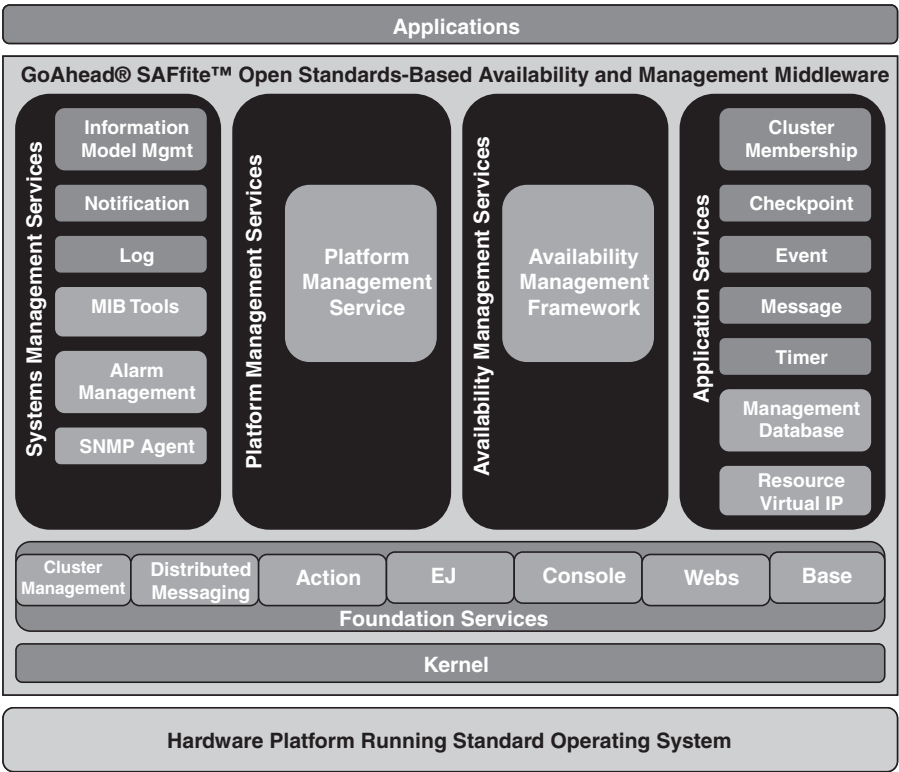 Applications
GoAhead® SAFfite™ Open Standards-Based Availability and Management Middleware
Systems Management Services
Information
Model Mgmt
Notification
Log
MIB Tools
Alarm
Management
SNMP Agent
Platform Management Services
Platform
Management
Service
Availability Management Services
Availability
Management
Framework
Application Services
Cluster
Membership
Checkpoint
Event
Message
Timer
Management
Database
Resource
Virtual IP
Cluster
Management
Distributed
Messaging
Action
EJ
Console
Webs
Base
Foundation Services
Kernel
Hardware Platform Running Standard Operating System